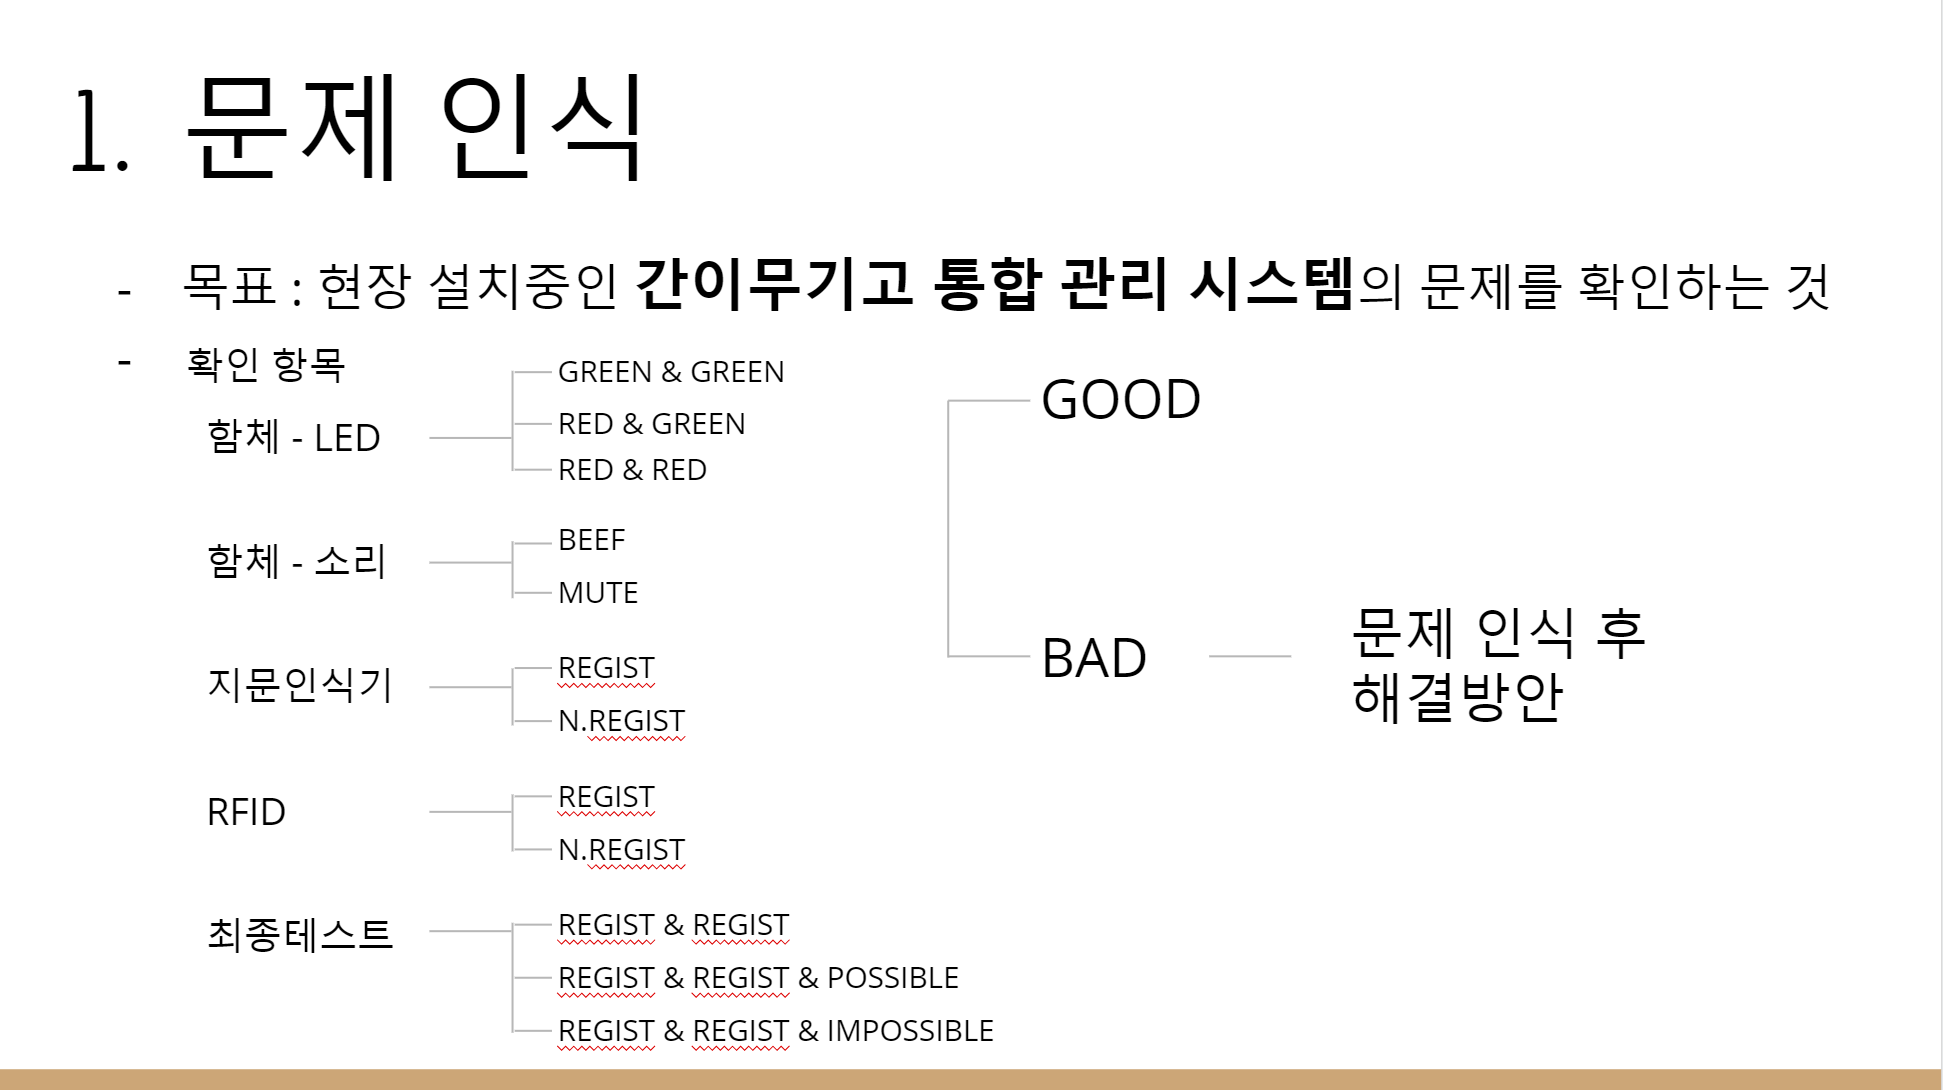 1. 문제 인식
- 목표 : 현장 설치중인 간이무기고 통합 관리 시스템의 문제를 확인하는 것
- 확인 항목
함체 - LED
GREEN & GREEN
RED & GREEN
RED & RED
함체 - 소리
BEEF
MUTE
지문인식기
REGIST
N.REGIST
RFID
REGIST
N.REGIST
최종테스트
REGIST & REGIST
REGIST & REGIST & POSSIBLE
REGIST & REGIST & IMPOSSIBLE
GOOD
BAD
문제 인식 후
해결방안